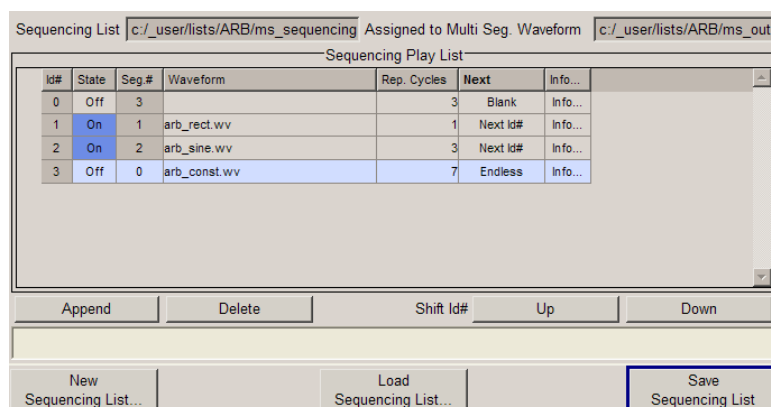 Sequencing List c:/_user/lists/ARB/ms_sequencing Assigned to Multi Seg. Waveform c:/_user/lists/ARB/ms_out
Sequencing Play List
Id# State Seg.# Waveform Rep. Cycles Next Info...
0 Off 3 3 Blank Info...
1 On 1 arb_rect.wv 1 Next Id# Info...
2 On 2 arb_sine.wv 3 Next Id# Info...
3 Off 0 arb_const.wv 7 Endless Info...
Append Delete Shift Id# Up Down
New Load Save
Sequencing List... Sequencing List... Sequencing List